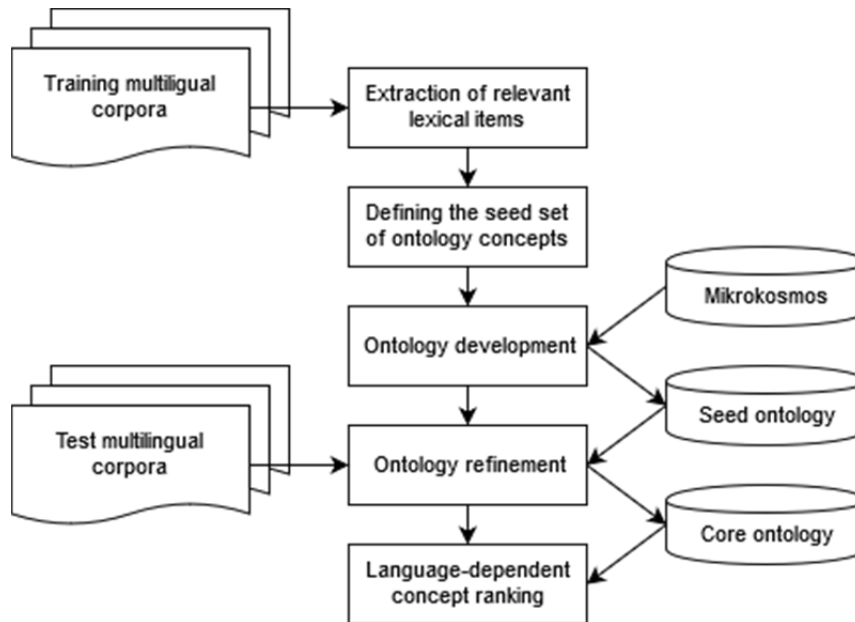 Training multiligual
corpora
Extraction of relevant
lexical items
Defining the seed set
of ontology concepts
Mikrokosmos
Ontology development
Seed ontology
Test multilingual
corpora
Ontology refinement
Core ontology
Language-dependent
concept ranking